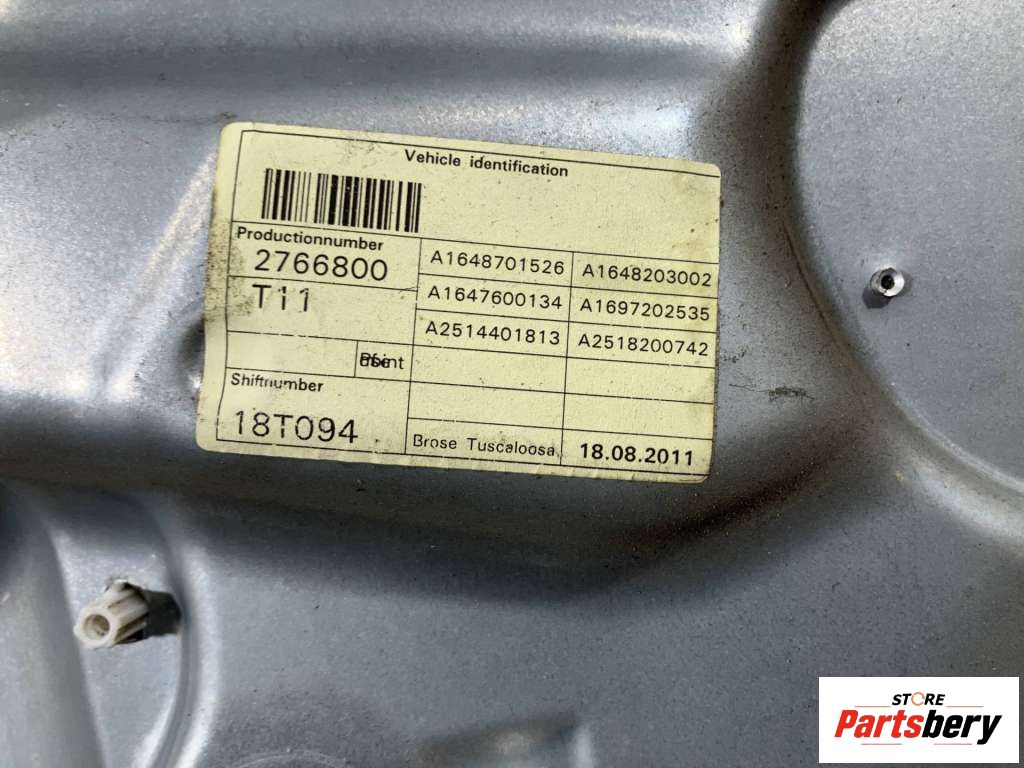 Vehicle identification
Productionnumber
2766800
A1648701526 A1648203002
T11
A1647600134 A1697202535
A2514401813 A2518200742
Shiftnumber
18T094
Brose Tuscaloosa 18.08.2011
STORE
Partsbery